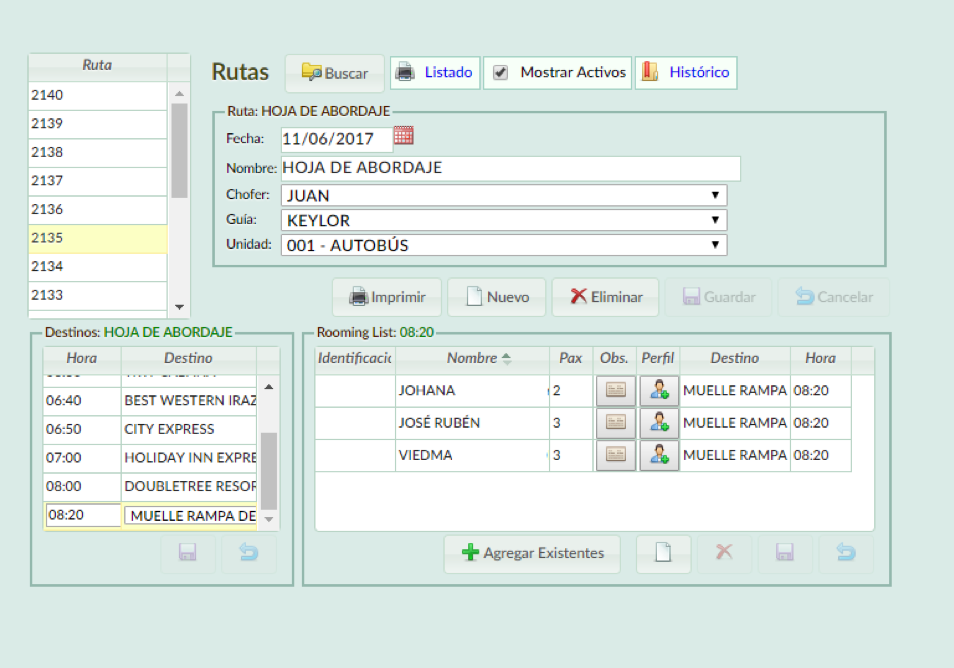 Ruta
2140
2139
2138
2137
2136
2135
2134
2133
Rutas
Buscar
Listado
Mostrar Activos
Histórico
Ruta: HOJA DE ABORDAJE
Fecha: 11/06/2017
Nombre: HOJA DE ABORDAJE
Chofer: JUAN
Guía: KEYLOR
Unidad: 001 - AUTOBÚS
Imprimir Nuevo Eliminar Guardar Cancelar
Destinos: HOJA DE ABORDAJE
Hora Destino
06:40 BEST WESTERN IRAZ
06:50 CITY EXPRESS
07:00 HOLIDAY INN EXPRE
08:00 DOUBLETREE RESOR
08:20 MUELLE RAMPA DE
Rooming List: 08:20
Identificacio Nombre Pax Obs. Perfil Destino Hora
JOHANA 2 MUELLE RAMPA 08:20
JOSÉ RUBÉN 3 MUELLE RAMPA 08:20
VIEDMA 3 MUELLE RAMPA 08:20
Agregar Existentes